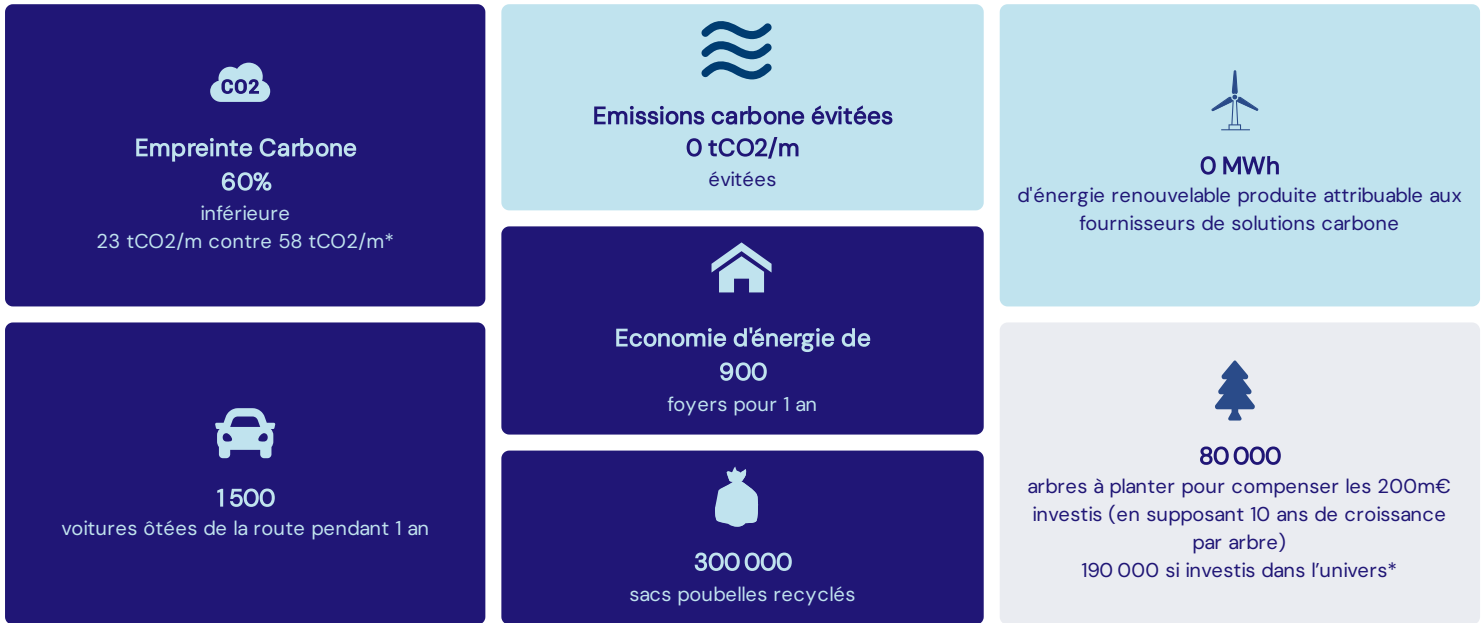 CO2
Empreinte Carbone
60%
inférieure
23 tCO2/m contre 58 tCO2/m*
1 500
voitures ôtées de la route pendant 1 an
Emissions carbone évitées
0 tCO2/m
évitées
Economie d'énergie de
900
foyers pour 1 an
300 000
sacs poubelles recyclés
0 MWh
d'énergie renouvelable produite attribuable aux
fournisseurs de solutions carbone
80 000
arbres à planter pour compenser les 200m€
investis (en supposant 10 ans de croissance
par arbre)
190 000 si investis dans l’univers*